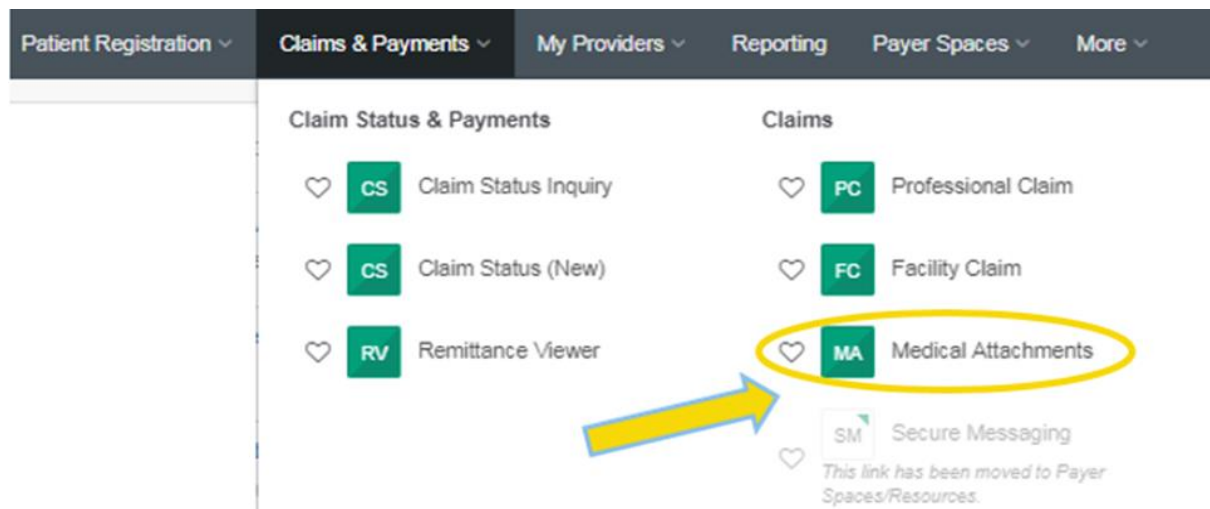 Patient Registration Claims & Payments My Providers Reporting Payer Spaces More
Claim Status & Payments
CS Claim Status Inquiry
CS Claim Status (New)
RV Remittance Viewer
Claims
PC Professional Claim
FC Facility Claim
MA Medical Attachments
SM Secure Messaging
This link has been moved to Payer
Spaces/Resources.